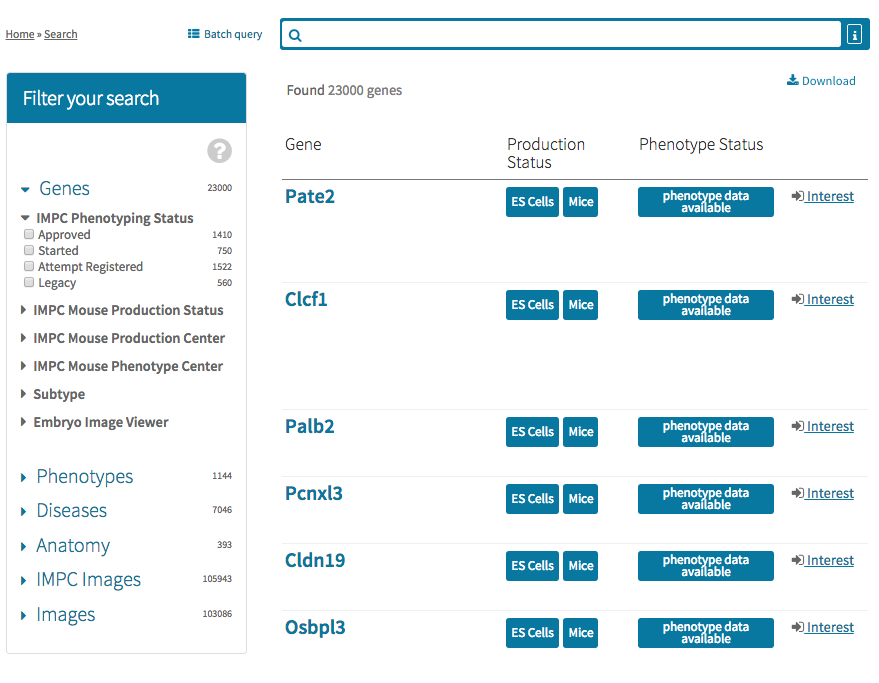 Home » Search
Batch query
i
Filter your search
?
Genes 23000
IMPC Phenotyping Status
Approved 1410
Started 750
Attempt Registered 1522
Legacy 560
IMPC Mouse Production Status
IMPC Mouse Production Center
IMPC Mouse Phenotype Center
Subtype
Embryo Image Viewer
Phenotypes 1144
Diseases 7046
Anatomy 393
IMPC Images 105943
Images 103086
Found 23000 genes
Download
Gene
Production
Status
Phenotype Status
Pate2
ES Cells
Mice
phenotype data
available
Interest
Clcf1
ES Cells
Mice
phenotype data
available
Interest
Palb2
ES Cells
Mice
phenotype data
available
Interest
Pcnxl3
ES Cells
Mice
phenotype data
available
Interest
Cldn19
ES Cells
Mice
phenotype data
available
Interest
Osbpl3
ES Cells
Mice
phenotype data
available
Interest